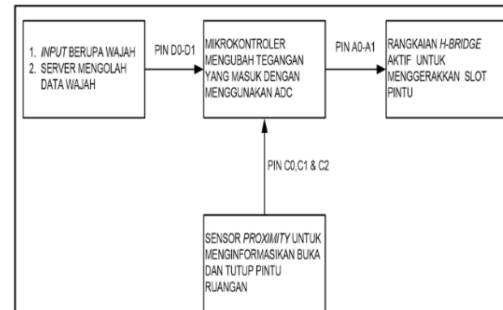 1. INPUT BERUPA WAJAH
2. SERVER MENGOLAH
DATA WAJAH
PIN D0-D1
MIKROKONTROLER
MENGUBAH TEGANGAN
YANG MASUK DENGAN
MENGGUNAKAN ADC
PIN A0-A1
RANGKAIAN H-BRIDGE
AKTIF UNTUK
MENGGERAKKAN SLOT
PINTU
PIN C0,C1 & C2
SENSOR PROXIMITY UNTUK
MENGINFORMASIKAN BUKA
DAN TUTUP PINTU
RUANGAN